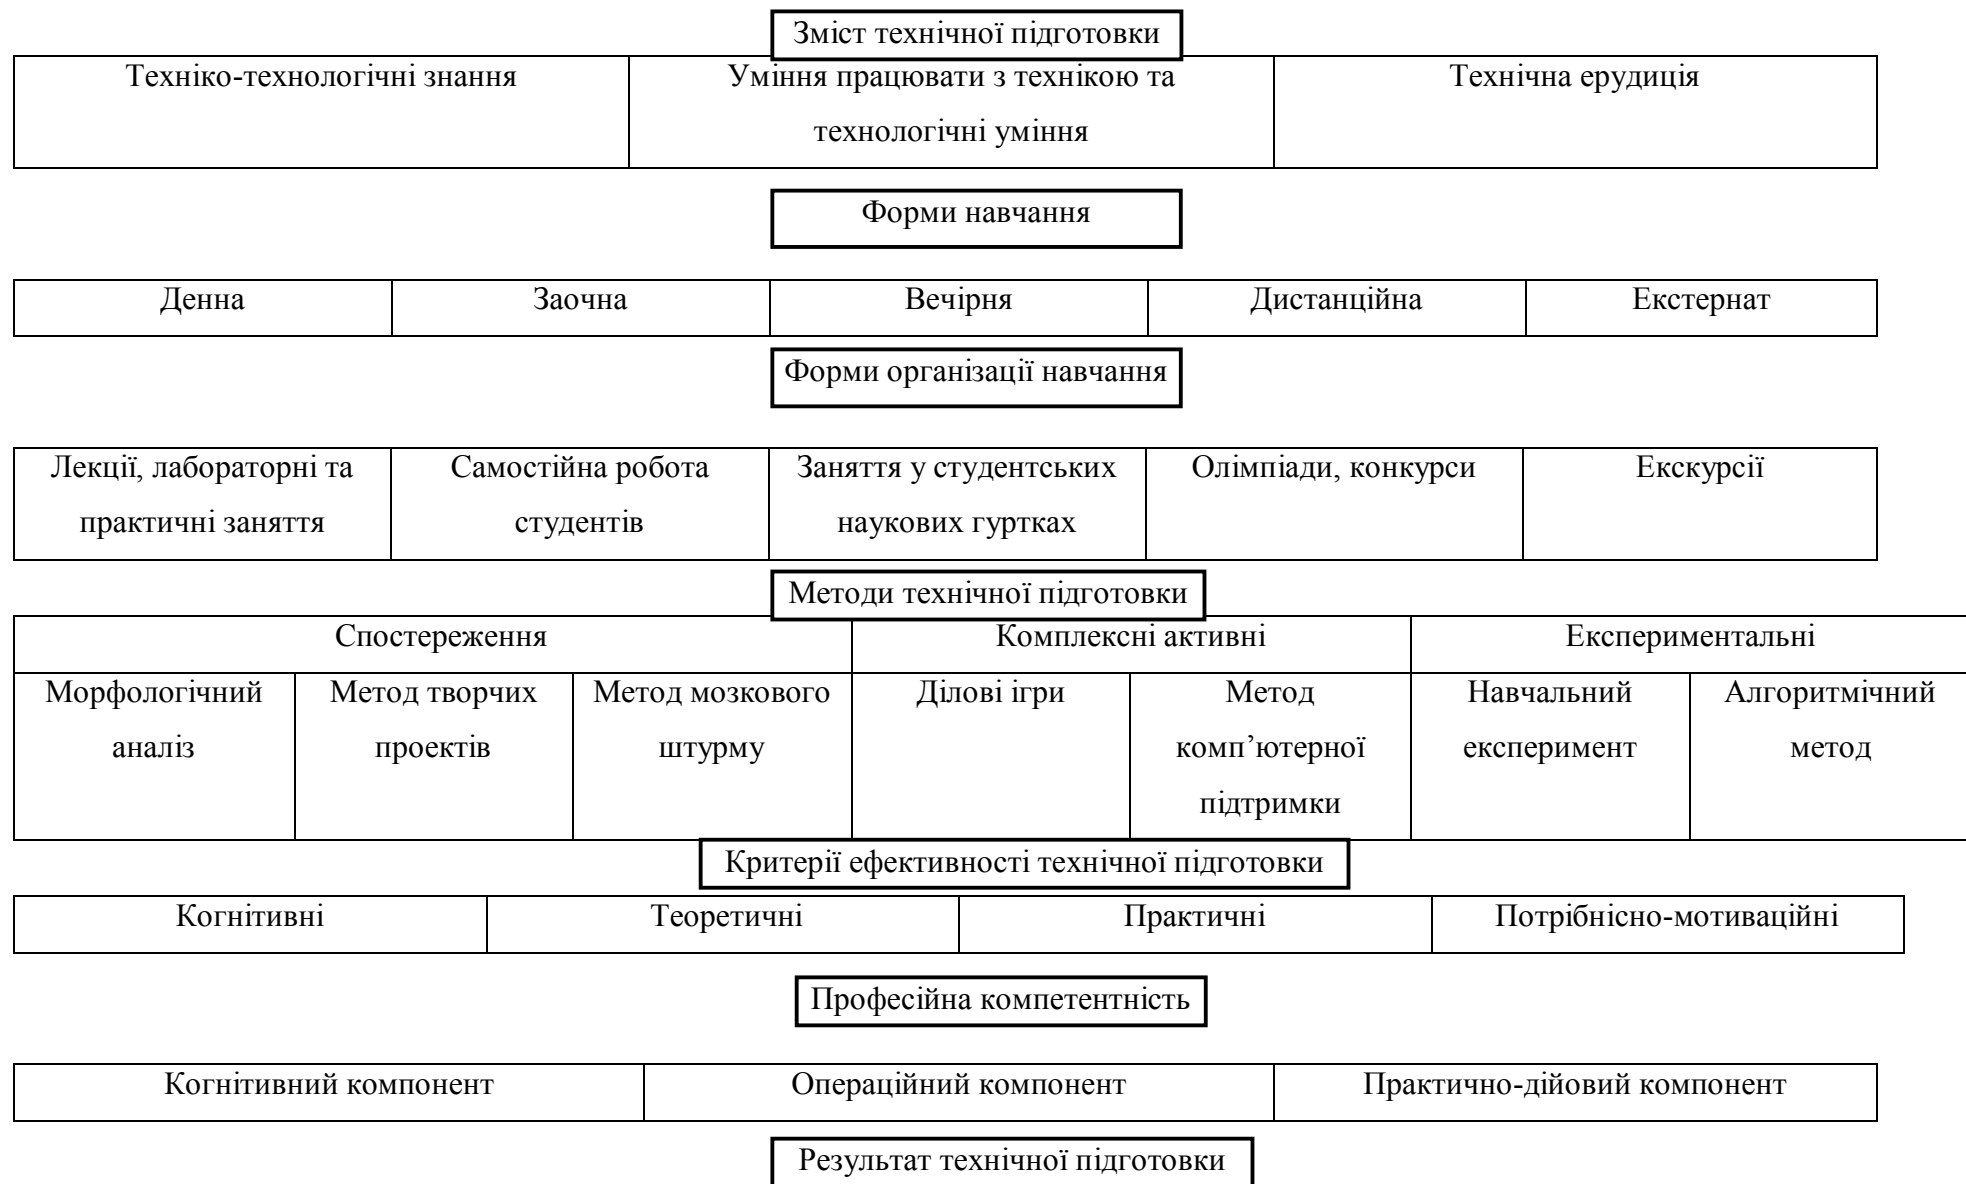 Зміст технічної підготовки
Техніко-технологічні знання
Уміння працювати з технікою та
технологічні уміння
Технічна ерудиція
Форми навчання
Денна
Заочна
Вечірня
Дистанційна
Екстернат
Форми організації навчання
Лекції, лабораторні та
практичні заняття
Самостійна робота
студентів
Заняття у студентських
наукових гуртках
Олімпіади, конкурси
Екскурсії
Методи технічної підготовки
Спостереження
Комплексні активні
Експериментальні
Морфологічний
аналіз
Метод творчих
проектів
Метод мозкового
штурму
Ділові ігри
Метод
комп’ютерної
підтримки
Навчальний
експеримент
Алгоритмічний
метод
Критерії ефективності технічної підготовки
Когнітивні
Теоретичні
Практичні
Потрібнісно-мотиваційні
Професійна компетентність
Когнітивний компонент
Операційний компонент
Практично-дійовий компонент
Результат технічної підготовки